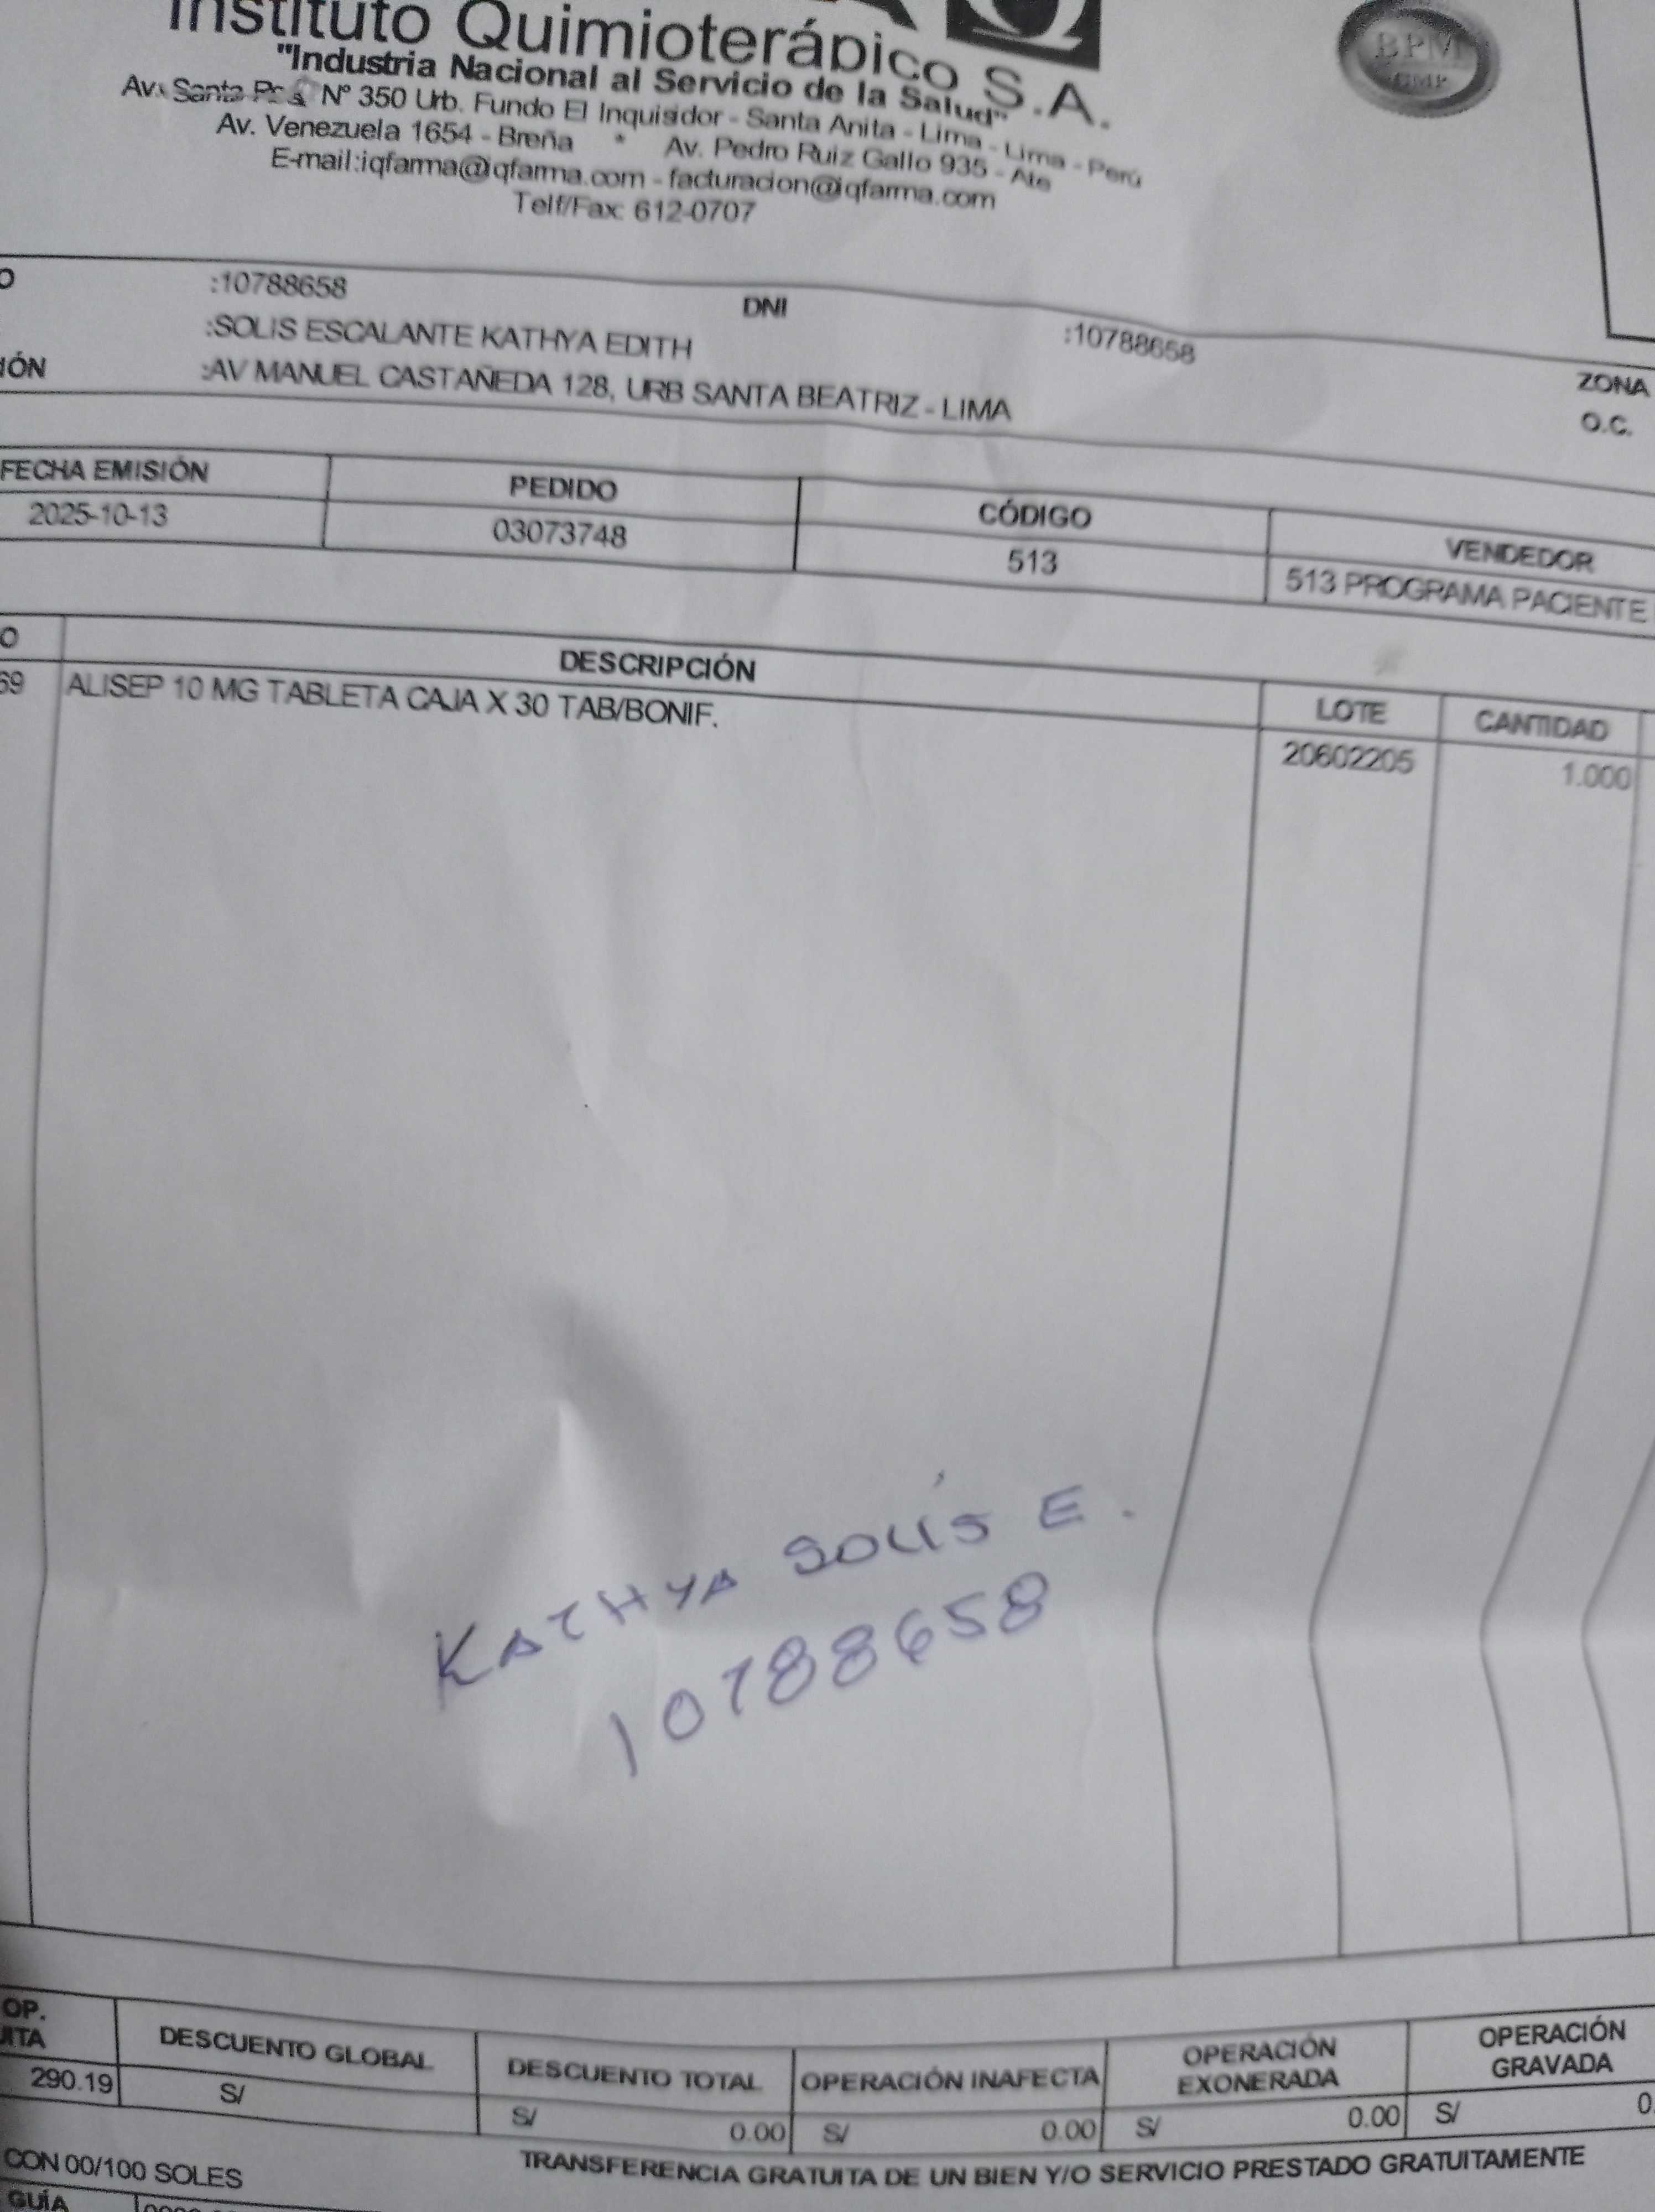 Instituto Quimioterápico S.A.
"Industria Nacional al Servicio de la Salud"
Av. Santa N° 350 Urb. Fundo El Inquisidor - Santa Anita - Lima - Lima - Perú
Av. Venezuela 1654 - Breña * Av. Pedro Ruiz Gallo 935 - Ate
E-mail:iqfarma@iqfarma.com - facturacion@iqfarma.com
Telf/Fax: 612-0707
BPM
GMP
O :10788658 DNI :10788658
:SOLIS ESCALANTE KATHYA EDITH ZONA
IÓN :AV MANUEL CASTAÑEDA 128, URB SANTA BEATRIZ - LIMA O.C.
FECHA EMISIÓN PEDIDO CÓDIGO VENDEDOR
2025-10-13 03073748 513 513 PROGRAMA PACIENTE
O DESCRIPCIÓN LOTE CANTIDAD
69 ALISEP 10 MG TABLETA CAJA X 30 TAB/BONIF. 20602205 1.000
KATHYA SOLÍS E.
10788658
OP.
UITA DESCUENTO GLOBAL DESCUENTO TOTAL OPERACIÓN INAFECTA OPERACIÓN EXONERADA OPERACIÓN GRAVADA
290.19 S/ S/ 0.00 S/ 0.00 S/ 0.00 S/ 0.
CON 00/100 SOLES TRANSFERENCIA GRATUITA DE UN BIEN Y/O SERVICIO PRESTADO GRATUITAMENTE
GUÍA